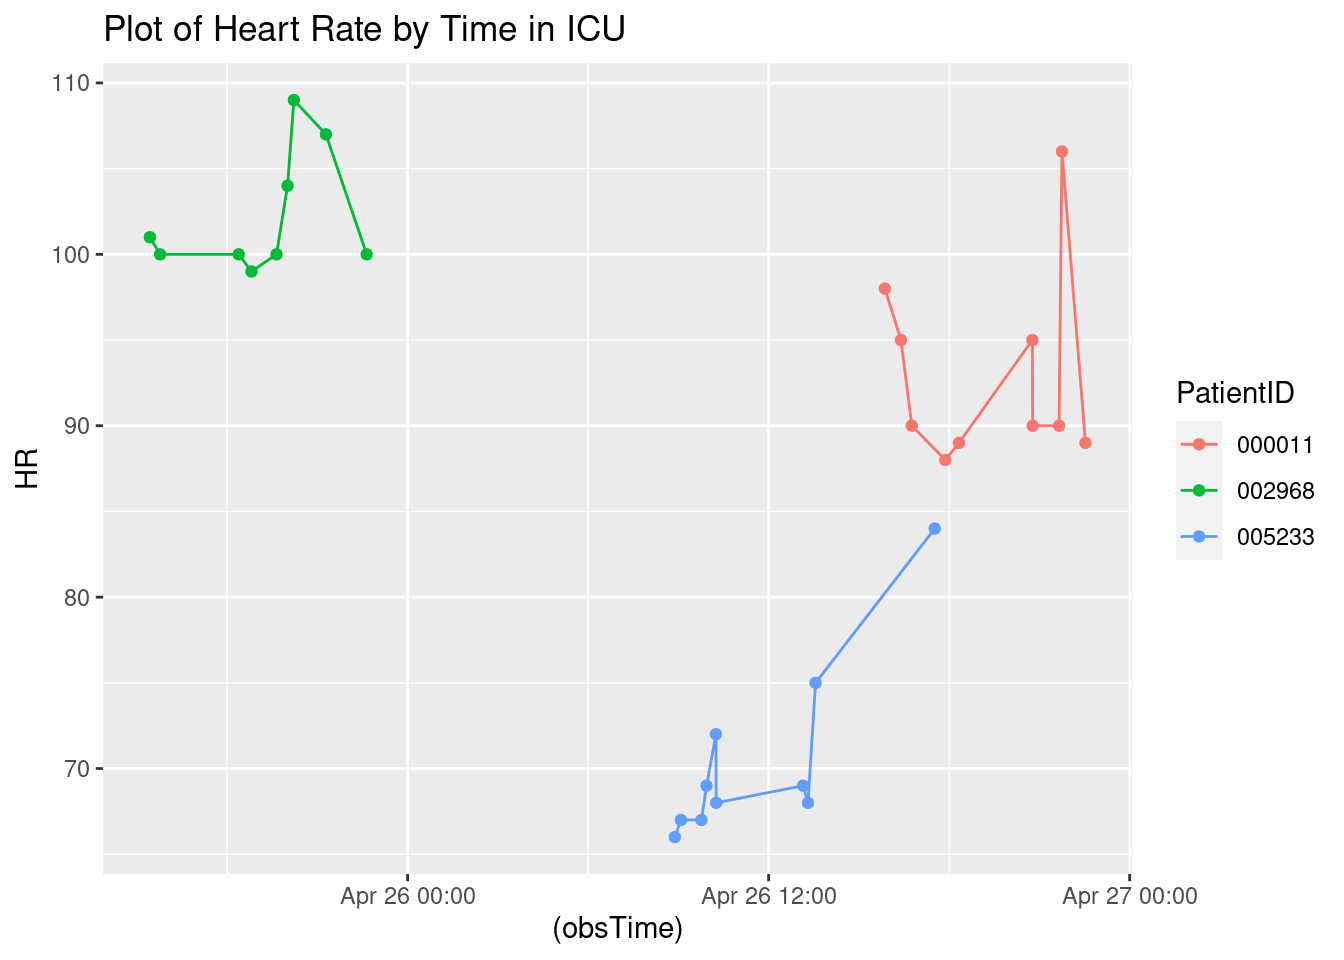 Plot of Heart Rate by Time in ICU
110
100
90
80
70
HR
Apr 26 00:00
Apr 26 12:00
Apr 27 00:00
(obsTime)
PatientID
000011
002968
005233